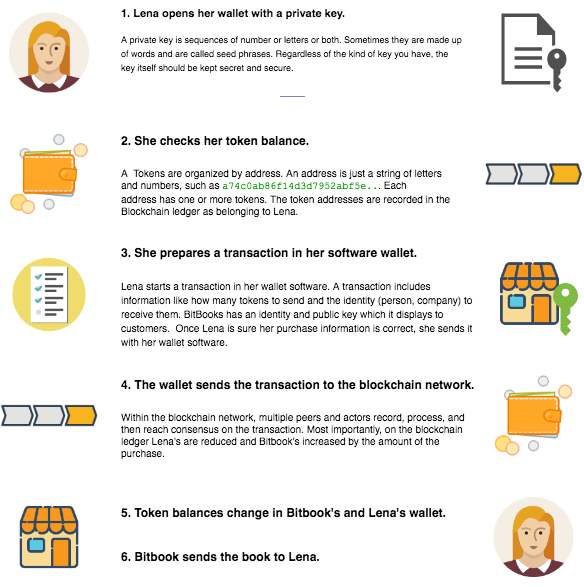 1. Lena opens her wallet with a private key.
A private key is sequences of number or letters or both. Sometimes they are made up
of words and are called seed phrases. Regardless of the kind of key you have, the
key itself should be kept secret and secure.
2. She checks her token balance.
A  Tokens are organized by address. An address is just a string of letters
and numbers, such as a74c0ab86f14d3d7952abf5e... Each
address has one or more tokens. The token addresses are recorded in the
Blockchain ledger as belonging to Lena.
3. She prepares a transaction in her software wallet.
Lena starts a transaction in her wallet software. A transaction includes
information like how many tokens to send and the identity (person, company) to
receive them. BitBooks has an identity and public key which it displays to
customers.  Once Lena is sure her purchase information is correct, she sends it
with her wallet software.
4. The wallet sends the transaction to the blockchain network.
Within the blockchain network, multiple peers and actors record, process, and
then reach consensus on the transaction. Most importantly, on the blockchain
ledger Lena's are reduced and Bitbook's increased by the amount of the
purchase.
5. Token balances change in Bitbook's and Lena's wallet.
6. Bitbook sends the book to Lena.